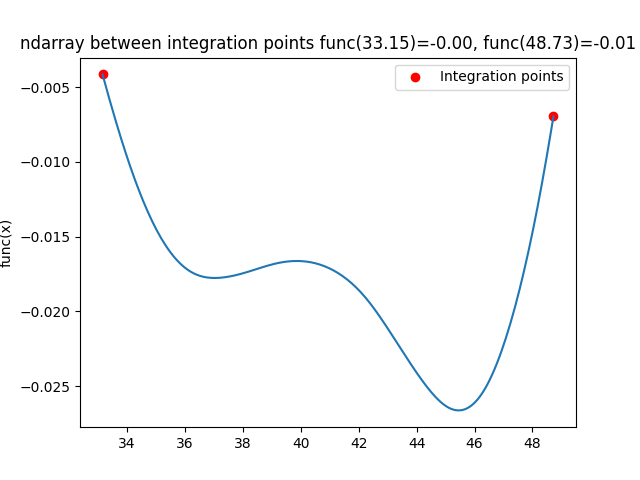 ndarray between integration points func(33.15)=-0.00, func(48.73)=-0.01
Integration points
func(x)
−0.005
−0.010
−0.015
−0.020
−0.025
34 36 38 40 42 44 46 48